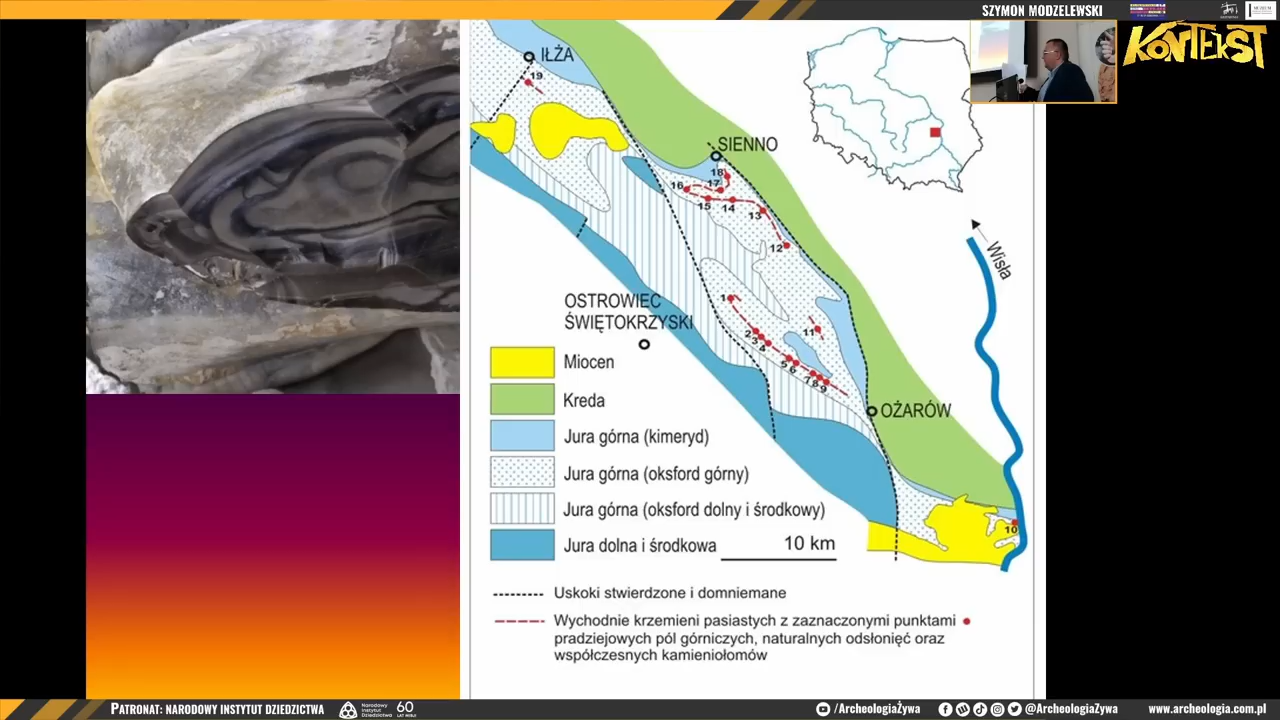 SZYMON MODZELEWSKI
KONTEKST
IŁŻA
19
SIENNO
18
17
16
15
14
13
12
Wisła
1
OSTROWIEC
ŚWIĘTOKRZYSKI
2
3
4
11
5
6
7
8
9
OŻARÓW
10
Miocen
Kreda
Jura górna (kimeryd)
Jura górna (oksford górny)
Jura górna (oksford dolny i środkowy)
Jura dolna i środkowa
10 km
Uskoki stwierdzone i domniemane
Wychodnie krzemieni pasiastych z zaznaczonymi punktami
pradziejowych pól górniczych, naturalnych odsłonięć oraz
współczesnych kamieniołomów
PATRONAT: NARODOWY INSTYTUT DZIEDZICTWA
Narodowy
Instytut
Dziedzictwa
60
/ArcheologiaŻywa
@ArcheologiaŻywa
www.archeologia.com.pl